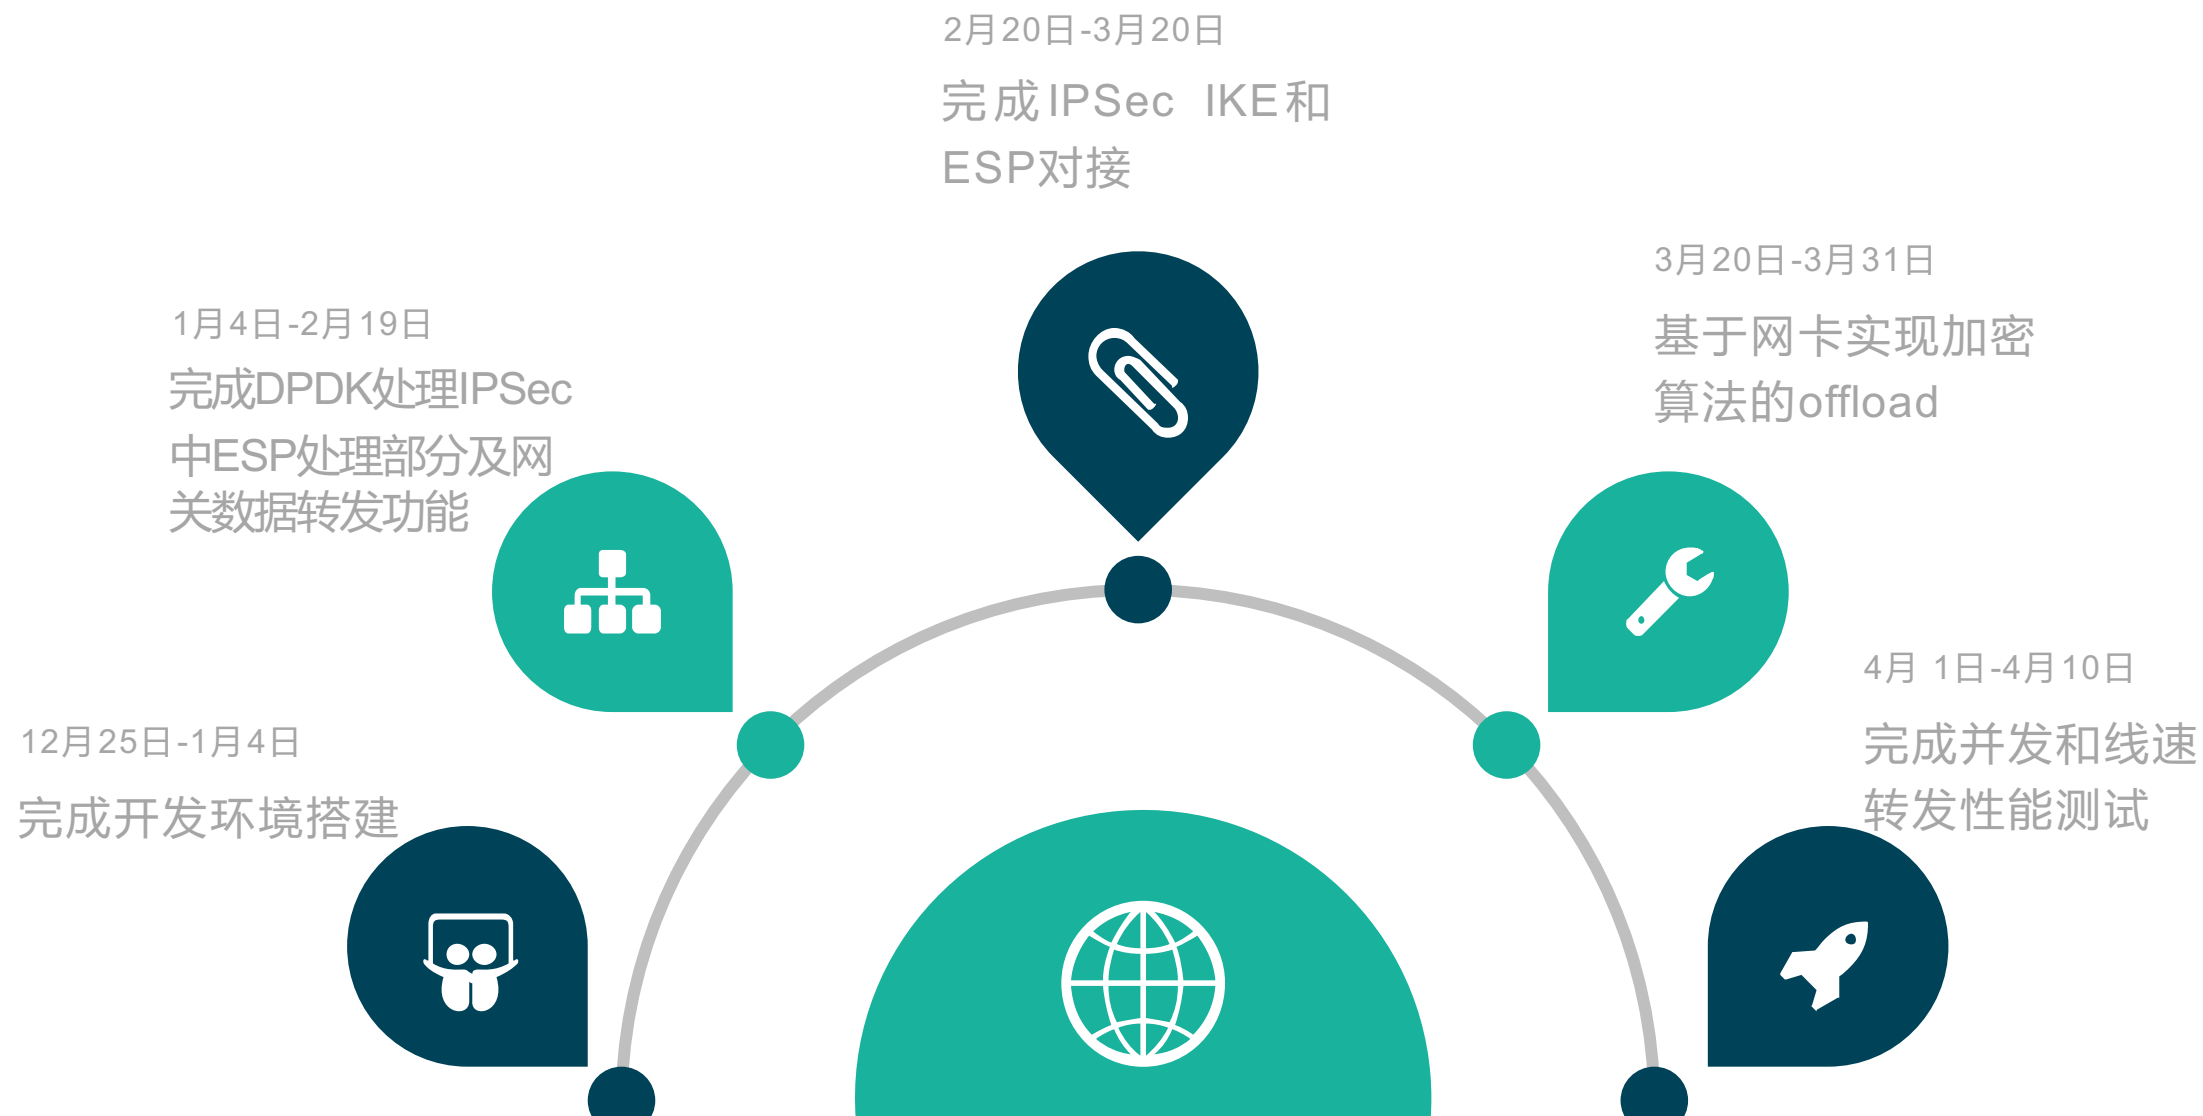 12月25日-1月4日
完成开发环境搭建
1月4日-2月19日
完成DPDK处理IPSec
中ESP处理部分及网
关数据转发功能
2月20日-3月20日
完成IPSec IKE和
ESP对接
3月20日-3月31日
基于网卡实现加密
算法的offload
4月 1日-4月10日
完成并发和线速
转发性能测试